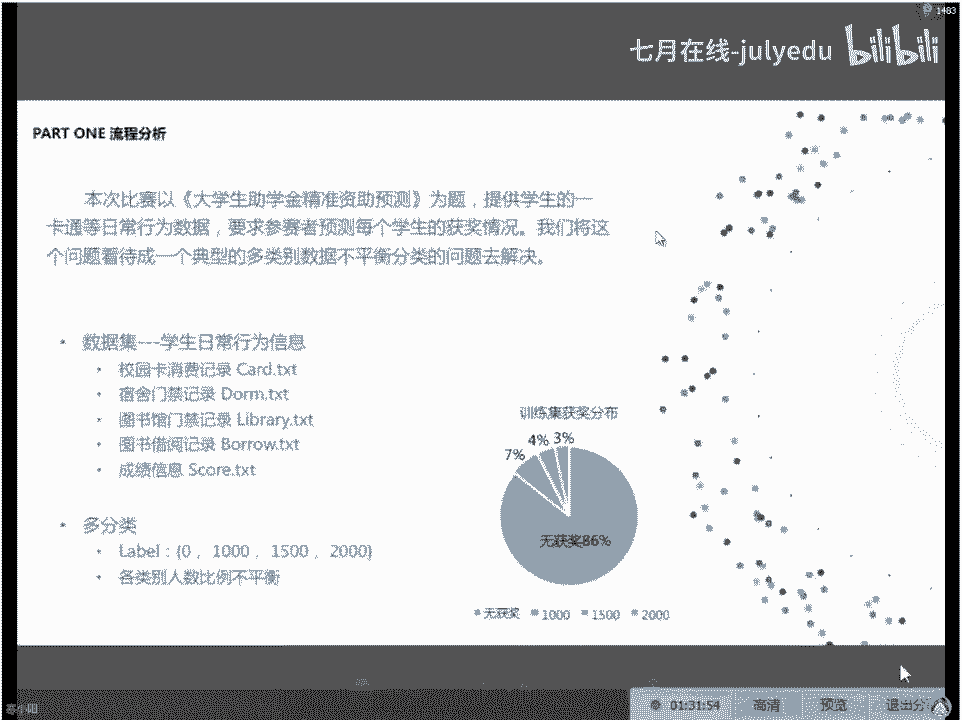 1483
七月在线-julyedu bilibili
PART ONE 流程分析
本次比赛以《大学生助学金精准资助预测》为题，提供学生的一
卡通等日常行为数据，要求参赛者预测每个学生的获奖情况。我们将这
个问题看待成一个典型的多类别数据不平衡分类的问题去解决。
• 数据集---学生日常行为信息
• 校园卡消费记录 Card.txt
• 宿舍门禁记录 Dorm.txt
• 图书馆门禁记录 Library.txt
• 图书借阅记录 Borrow.txt
• 成绩信息 Score.txt
• 多分类
• Label：{0， 1000， 1500， 2000}
• 各类别人数比例不平衡
训练集获奖分布
7% 4% 3%
无获奖86%
无获奖 1000 1500 2000
寒小阳
01:31:54 高清 预览 退出分